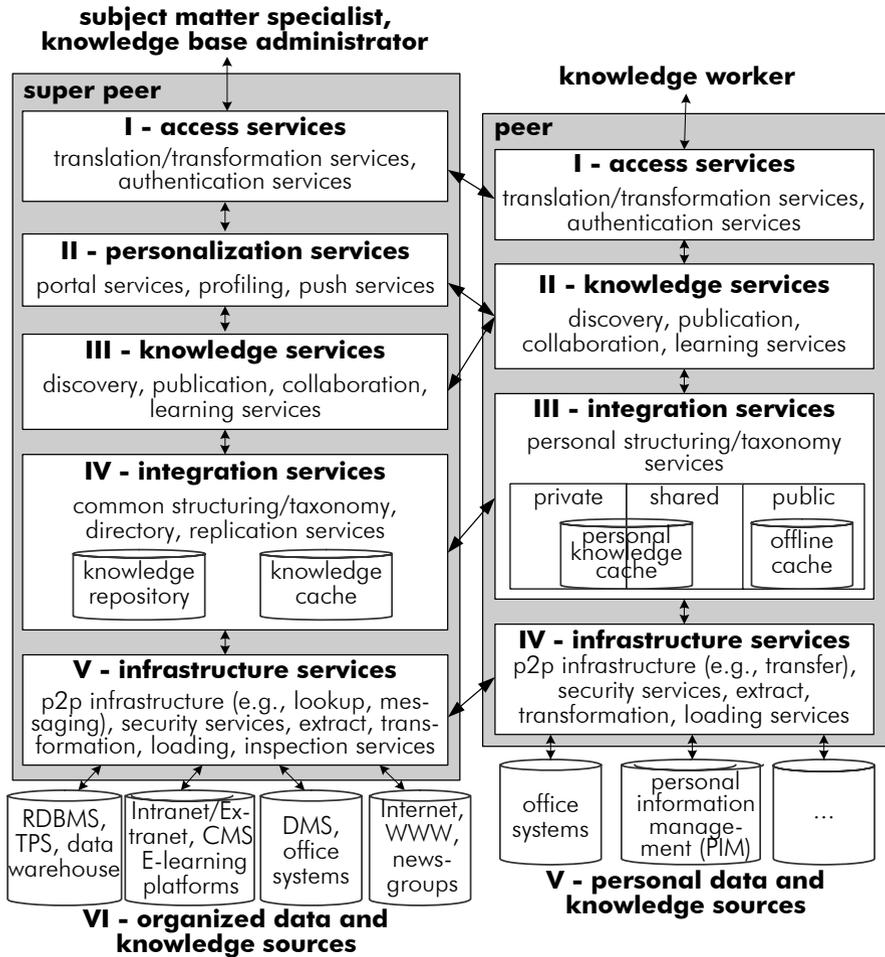 subject matter specialist,
knowledge base administrator
super peer
I - access services
translation/transformation services,
authentication services
II - personalization services
portal services, profiling, push services
III - knowledge services
discovery, publication, collaboration,
learning services
IV - integration services
common structuring/taxonomy,
directory, replication services
knowledge
repository
knowledge
cache
V - infrastructure services
p2p infrastructure (e.g., lookup, mes-
saging), security services, extract, trans-
formation, loading, inspection services
RDBMS,
TPS, data
warehouse
Intranet/Ex-
tranet, CMS
E-learning
platforms
DMS,
office
systems
Internet,
WWW,
news-
groups
VI - organized data and
knowledge sources
knowledge worker
peer
I - access services
translation/transformation services,
authentication services
II - knowledge services
discovery, publication,
collaboration, learning services
III - integration services
personal structuring/taxonomy
services
private
shared
public
personal
knowledge
cache
offline
cache
IV - infrastructure services
p2p infrastructure (e.g., transfer),
security services, extract,
transformation, loading services
office
systems
personal
information
manage-
ment (PIM)
...
V - personal data and
knowledge sources